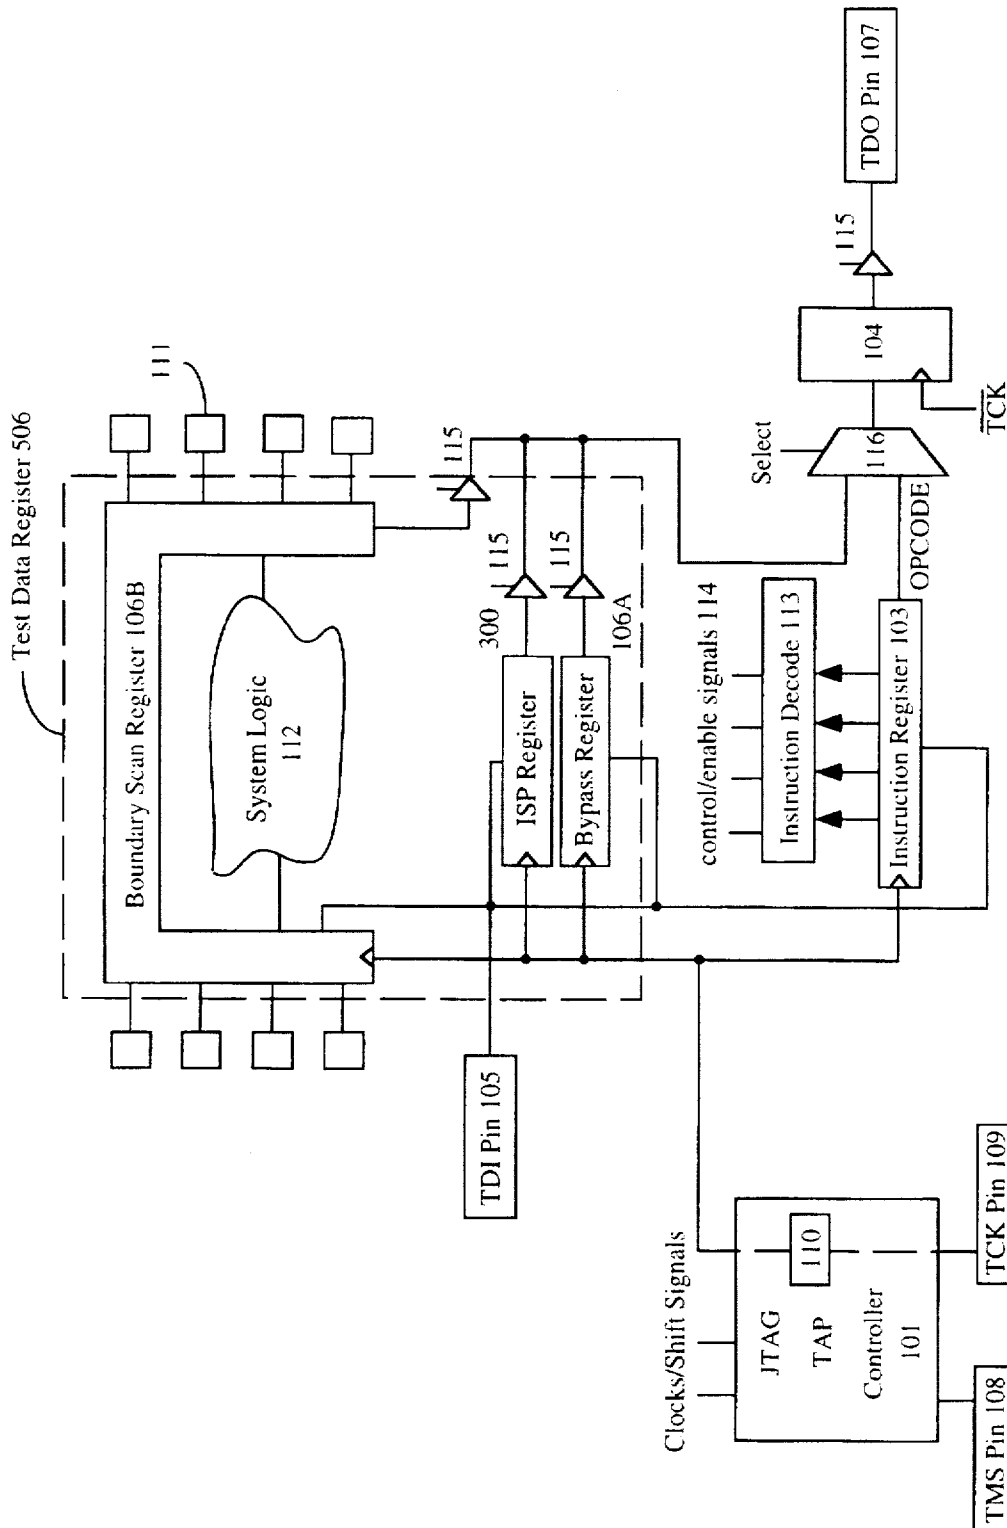 Test Data Register 506
111
Boundary Scan Register 106B
System Logic
112
115
300
115
115
ISP Register
Bypass Register
106A
TDI Pin 105
control/enable signals 114
Instruction Decode 113
Instruction Register 103
OPCODE
Select
116
104
TCK
115
TDO Pin 107
Clocks/Shift Signals
JTAG
TAP
Controller
101
110
TMS Pin 108
TCK Pin 109